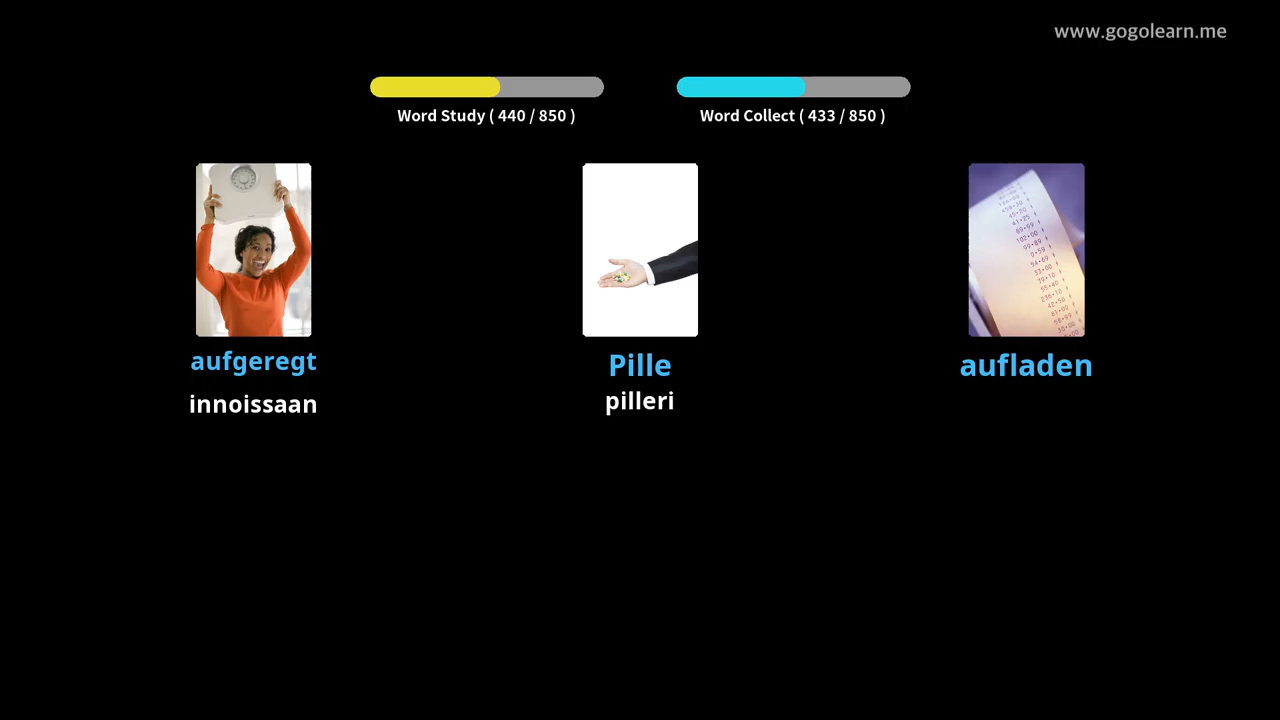 www.gogolearn.me
Word Study ( 440 / 850 )
Word Collect ( 433 / 850 )
aufgeregt
innoissaan
Pille
pilleri
aufladen